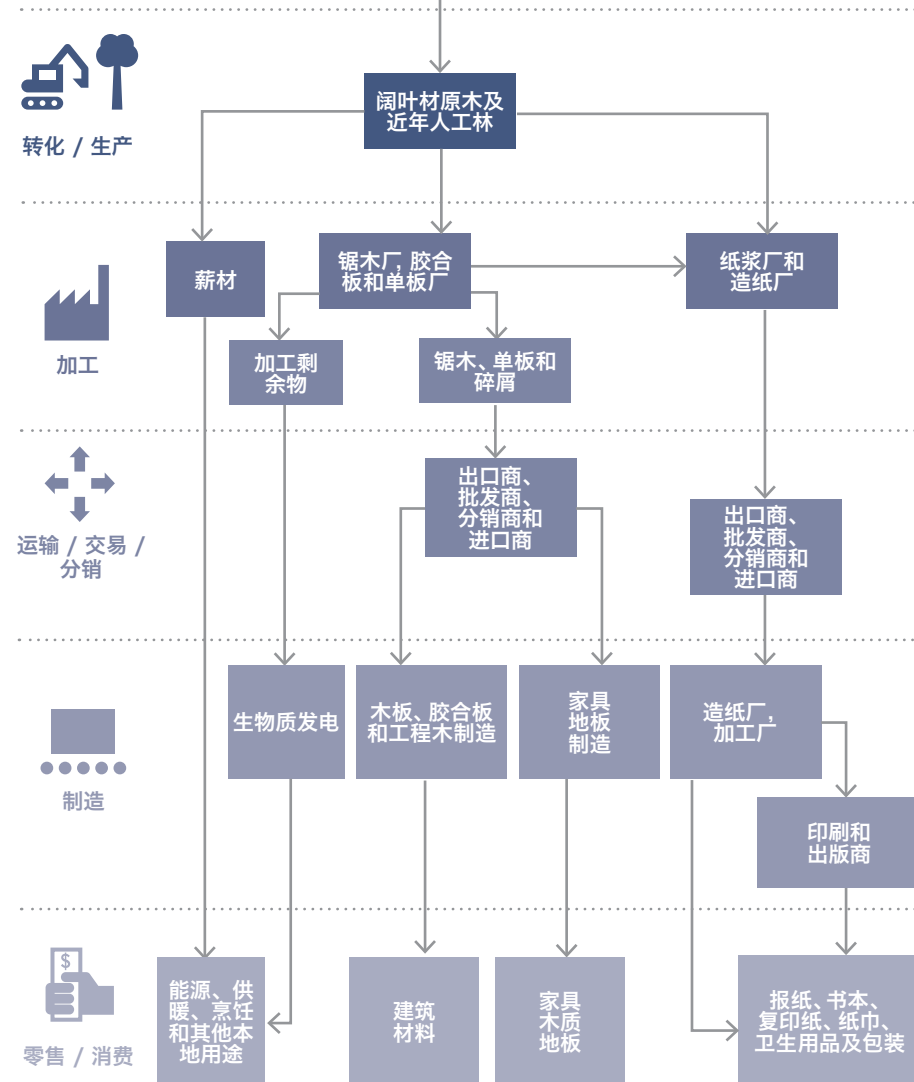 阔叶材原木及
近年人工林
转化 / 生产
薪材
锯木厂, 胶合
板和单板厂
纸浆厂和
造纸厂
加工
加工剩
余物
锯木、单板和
碎屑
运输 / 交易 /
分销
出口商、
批发商、
分销商和
进口商
出口商、
批发商、
分销商和
进口商
制造
生物质发电
木板、胶合板
和工程木制造
家具
地板
制造
造纸厂,
加工厂
印刷和
出版商
$
零售 / 消费
能源、供
暖、烹饪
和其他本
地用途
建筑
材料
家具
木质
地板
报纸、书本、
复印纸、纸巾、
卫生用品及包装